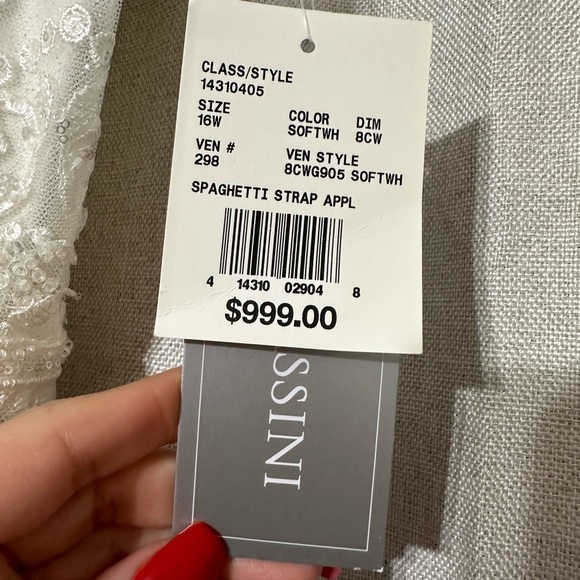 CLASS/STYLE
14310405
SIZE COLOR DIM
16W SOFTWH 8CW
VEN # VEN STYLE
298 8CWG905 SOFTWH
SPAGHETTI STRAP APPL
4 14310 02904 8
$999.00
SSINI